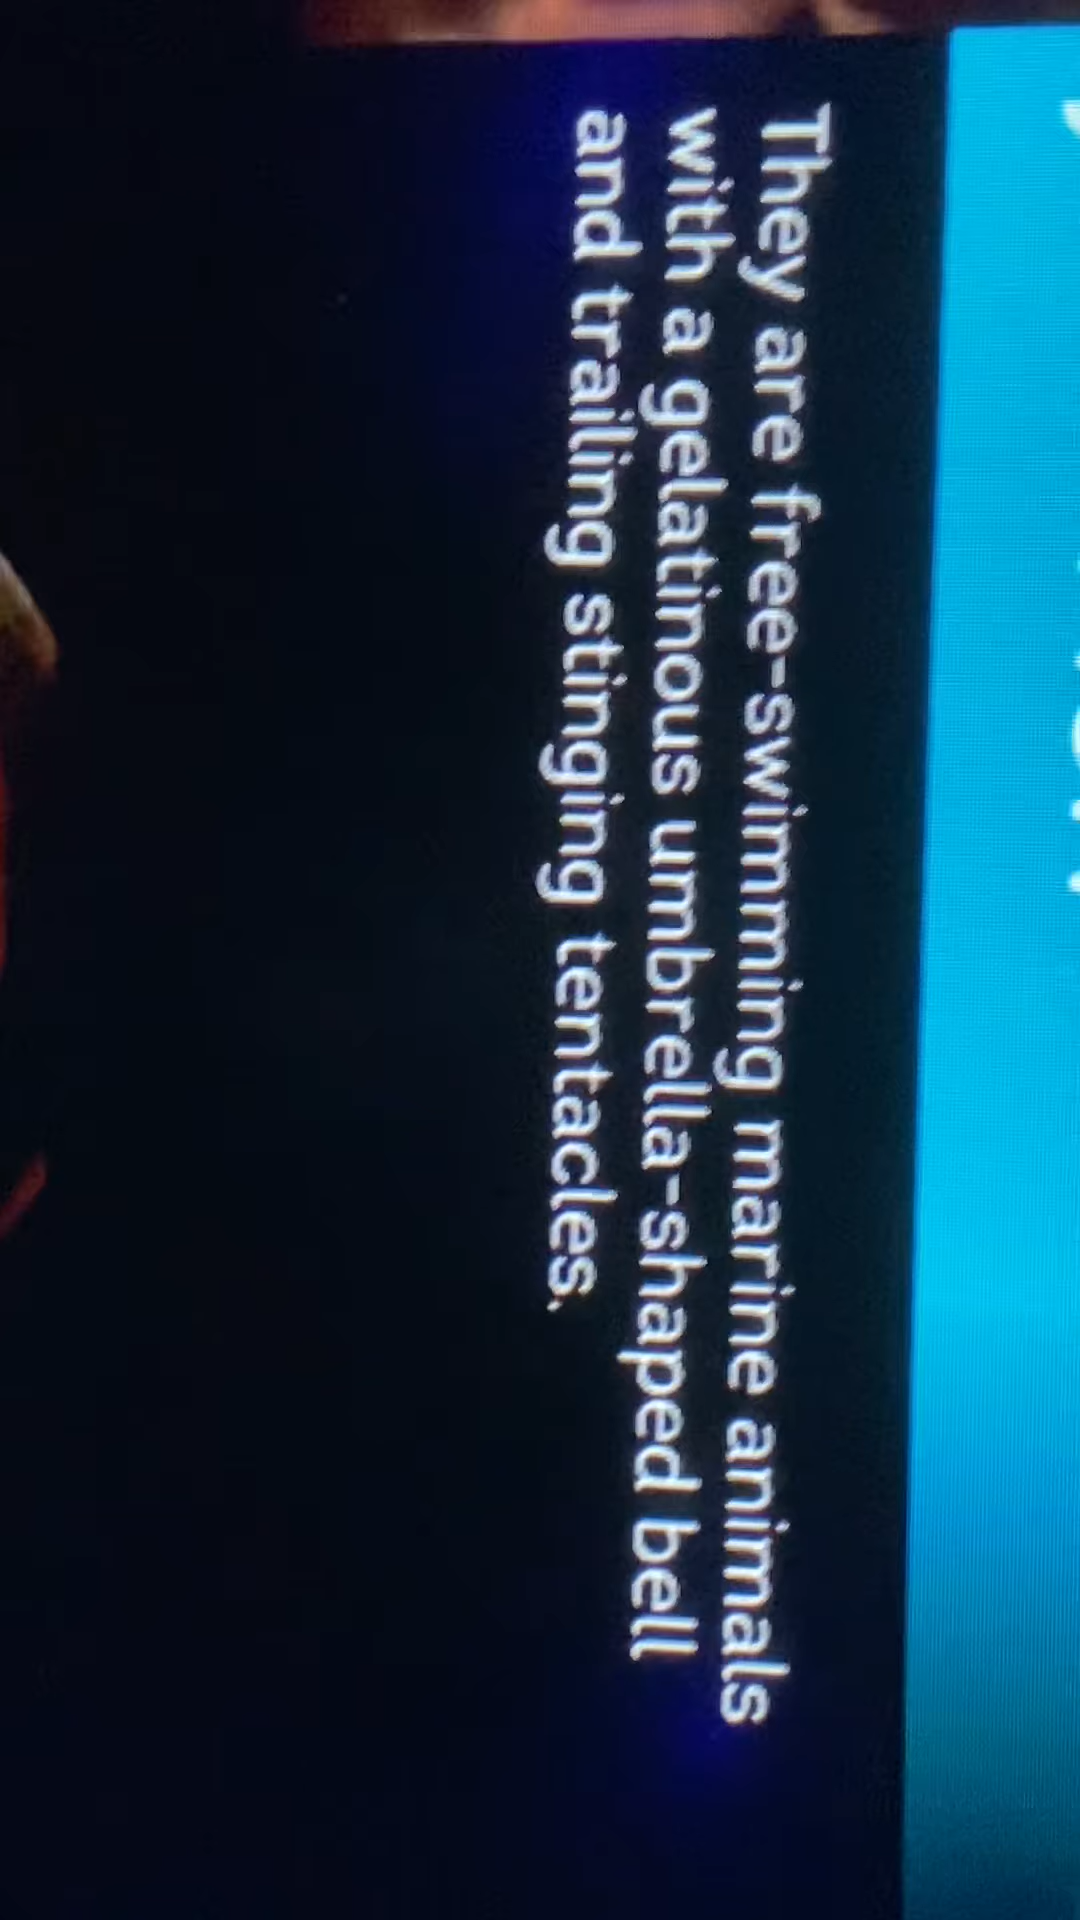 They are free-swimming marine animals
with a gelatinous umbrella-shaped bell
and trailing stinging tentacles.